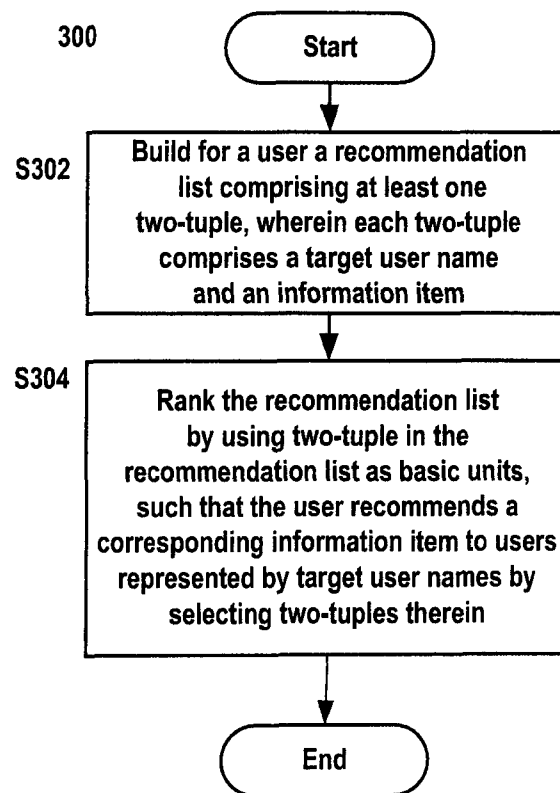 300
Start
S302
Build for a user a recommendation
list comprising at least one
two-tuple, wherein each two-tuple
comprises a target user name
and an information item
S304
Rank the recommendation list
by using two-tuple in the
recommendation list as basic units,
such that the user recommends a
corresponding information item to users
represented by target user names by
selecting two-tuples therein
End